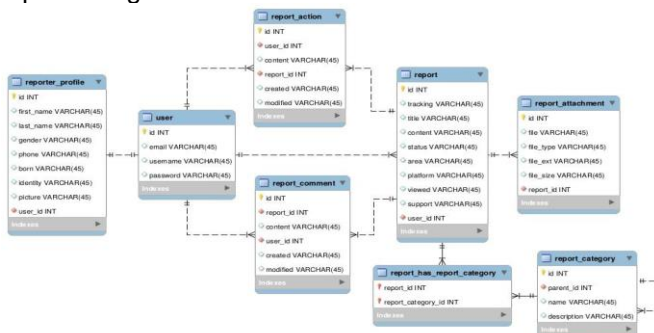 report_action
id INT
user_id INT
content VARCHAR(45)
report_id INT
created VARCHAR(45)
modified VARCHAR(45)
Indexes
reporter_profile
id INT
first_name VARCHAR(45)
last_name VARCHAR(45)
gender VARCHAR(45)
phone VARCHAR(45)
born VARCHAR(45)
identity VARCHAR(45)
picture VARCHAR(45)
user_id INT
Indexes
user
id INT
email VARCHAR(45)
username VARCHAR(45)
password VARCHAR(45)
Indexes
report
id INT
tracking VARCHAR(45)
title VARCHAR(45)
content VARCHAR(45)
status VARCHAR(45)
area VARCHAR(45)
platform VARCHAR(45)
viewed VARCHAR(45)
support VARCHAR(45)
user_id INT
Indexes
report_attachment
id INT
file VARCHAR(45)
file_type VARCHAR(45)
file_ext VARCHAR(45)
file_size VARCHAR(45)
report_id INT
Indexes
report_comment
id INT
report_id INT
content VARCHAR(45)
user_id INT
created VARCHAR(45)
modified VARCHAR(45)
Indexes
report_has_report_category
report_id INT
report_category_id INT
Indexes
report_category
id INT
parent_id INT
name VARCHAR(45)
description VARCHAR(45)
Indexes